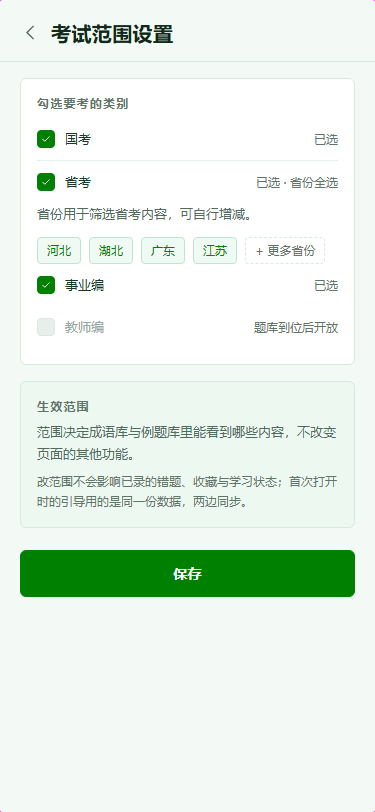 考试范围设置
勾选要考的类别
国考 已选
省考 已选 · 省份全选
省份用于筛选省考内容，可自行增减。
河北 湖北 广东 江苏 + 更多省份
事业编 已选
教师编 题库到位后开放
生效范围
范围决定成语库与例题库里能看到哪些内容，不改变
页面的其他功能。
改范围不会影响已录的错题、收藏与学习状态；首次打开
时的引导用的是同一份数据，两边同步。
保存